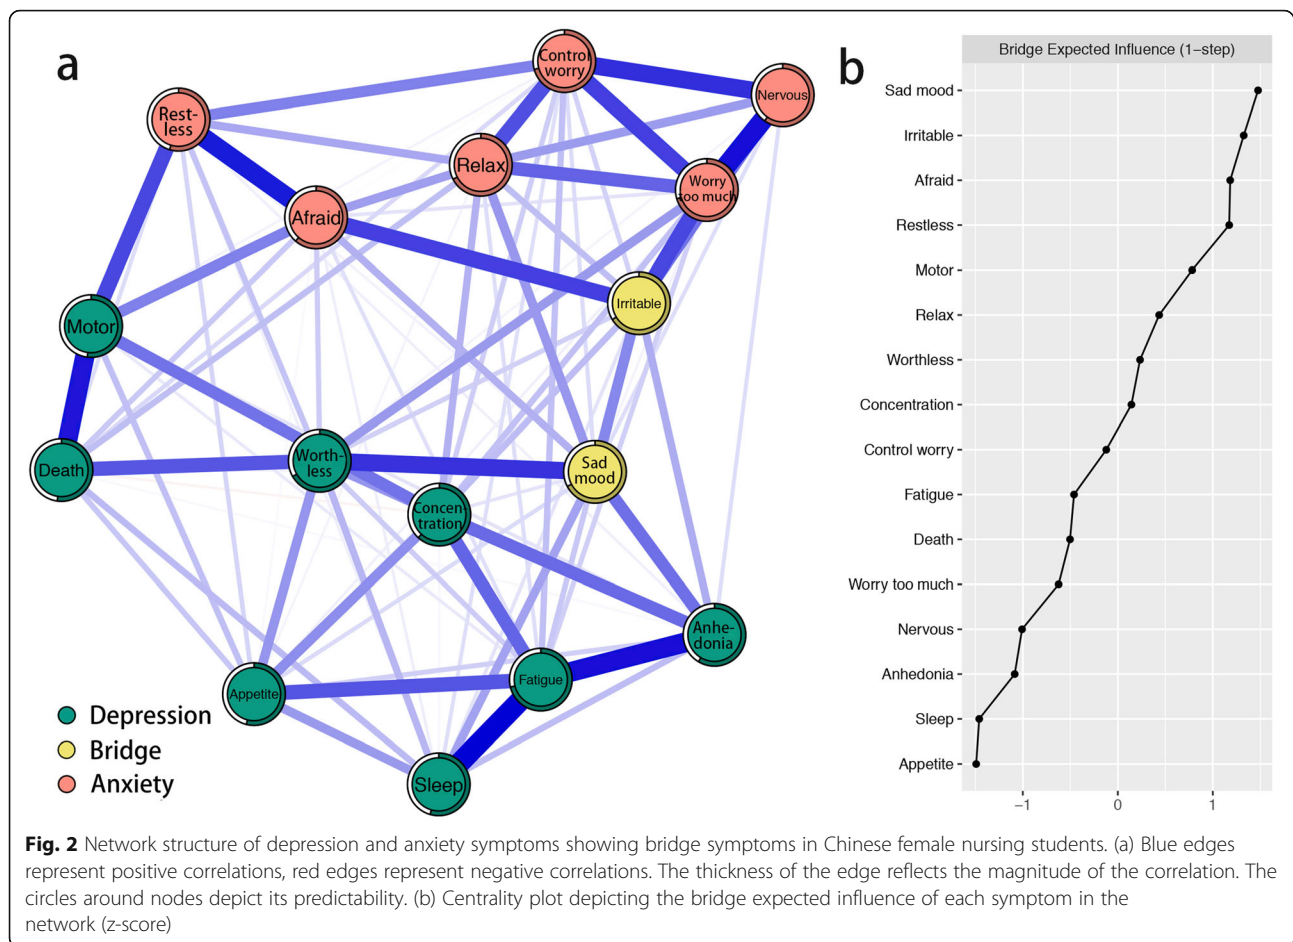 a
Control
worry
Nervous
Rest-
less
Relax
Worry
too much
Afraid
Irritable
Motor
Death
Worth-
less
Sad
mood
Concen-
tration
Anhe-
donia
Fatigue
Appetite
Sleep
Depression
Bridge
Anxiety
b
Bridge Expected Influence (1−step)
Sad mood
Irritable
Afraid
Restless
Motor
Relax
Worthless
Concentration
Control worry
Fatigue
Death
Worry too much
Nervous
Anhedonia
Sleep
Appetite
−1 0 1
Fig. 2 Network structure of depression and anxiety symptoms showing bridge symptoms in Chinese female nursing students. (a) Blue edges
represent positive correlations, red edges represent negative correlations. The thickness of the edge reflects the magnitude of the correlation. The
circles around nodes depict its predictability. (b) Centrality plot depicting the bridge expected influence of each symptom in the
network (z-score)